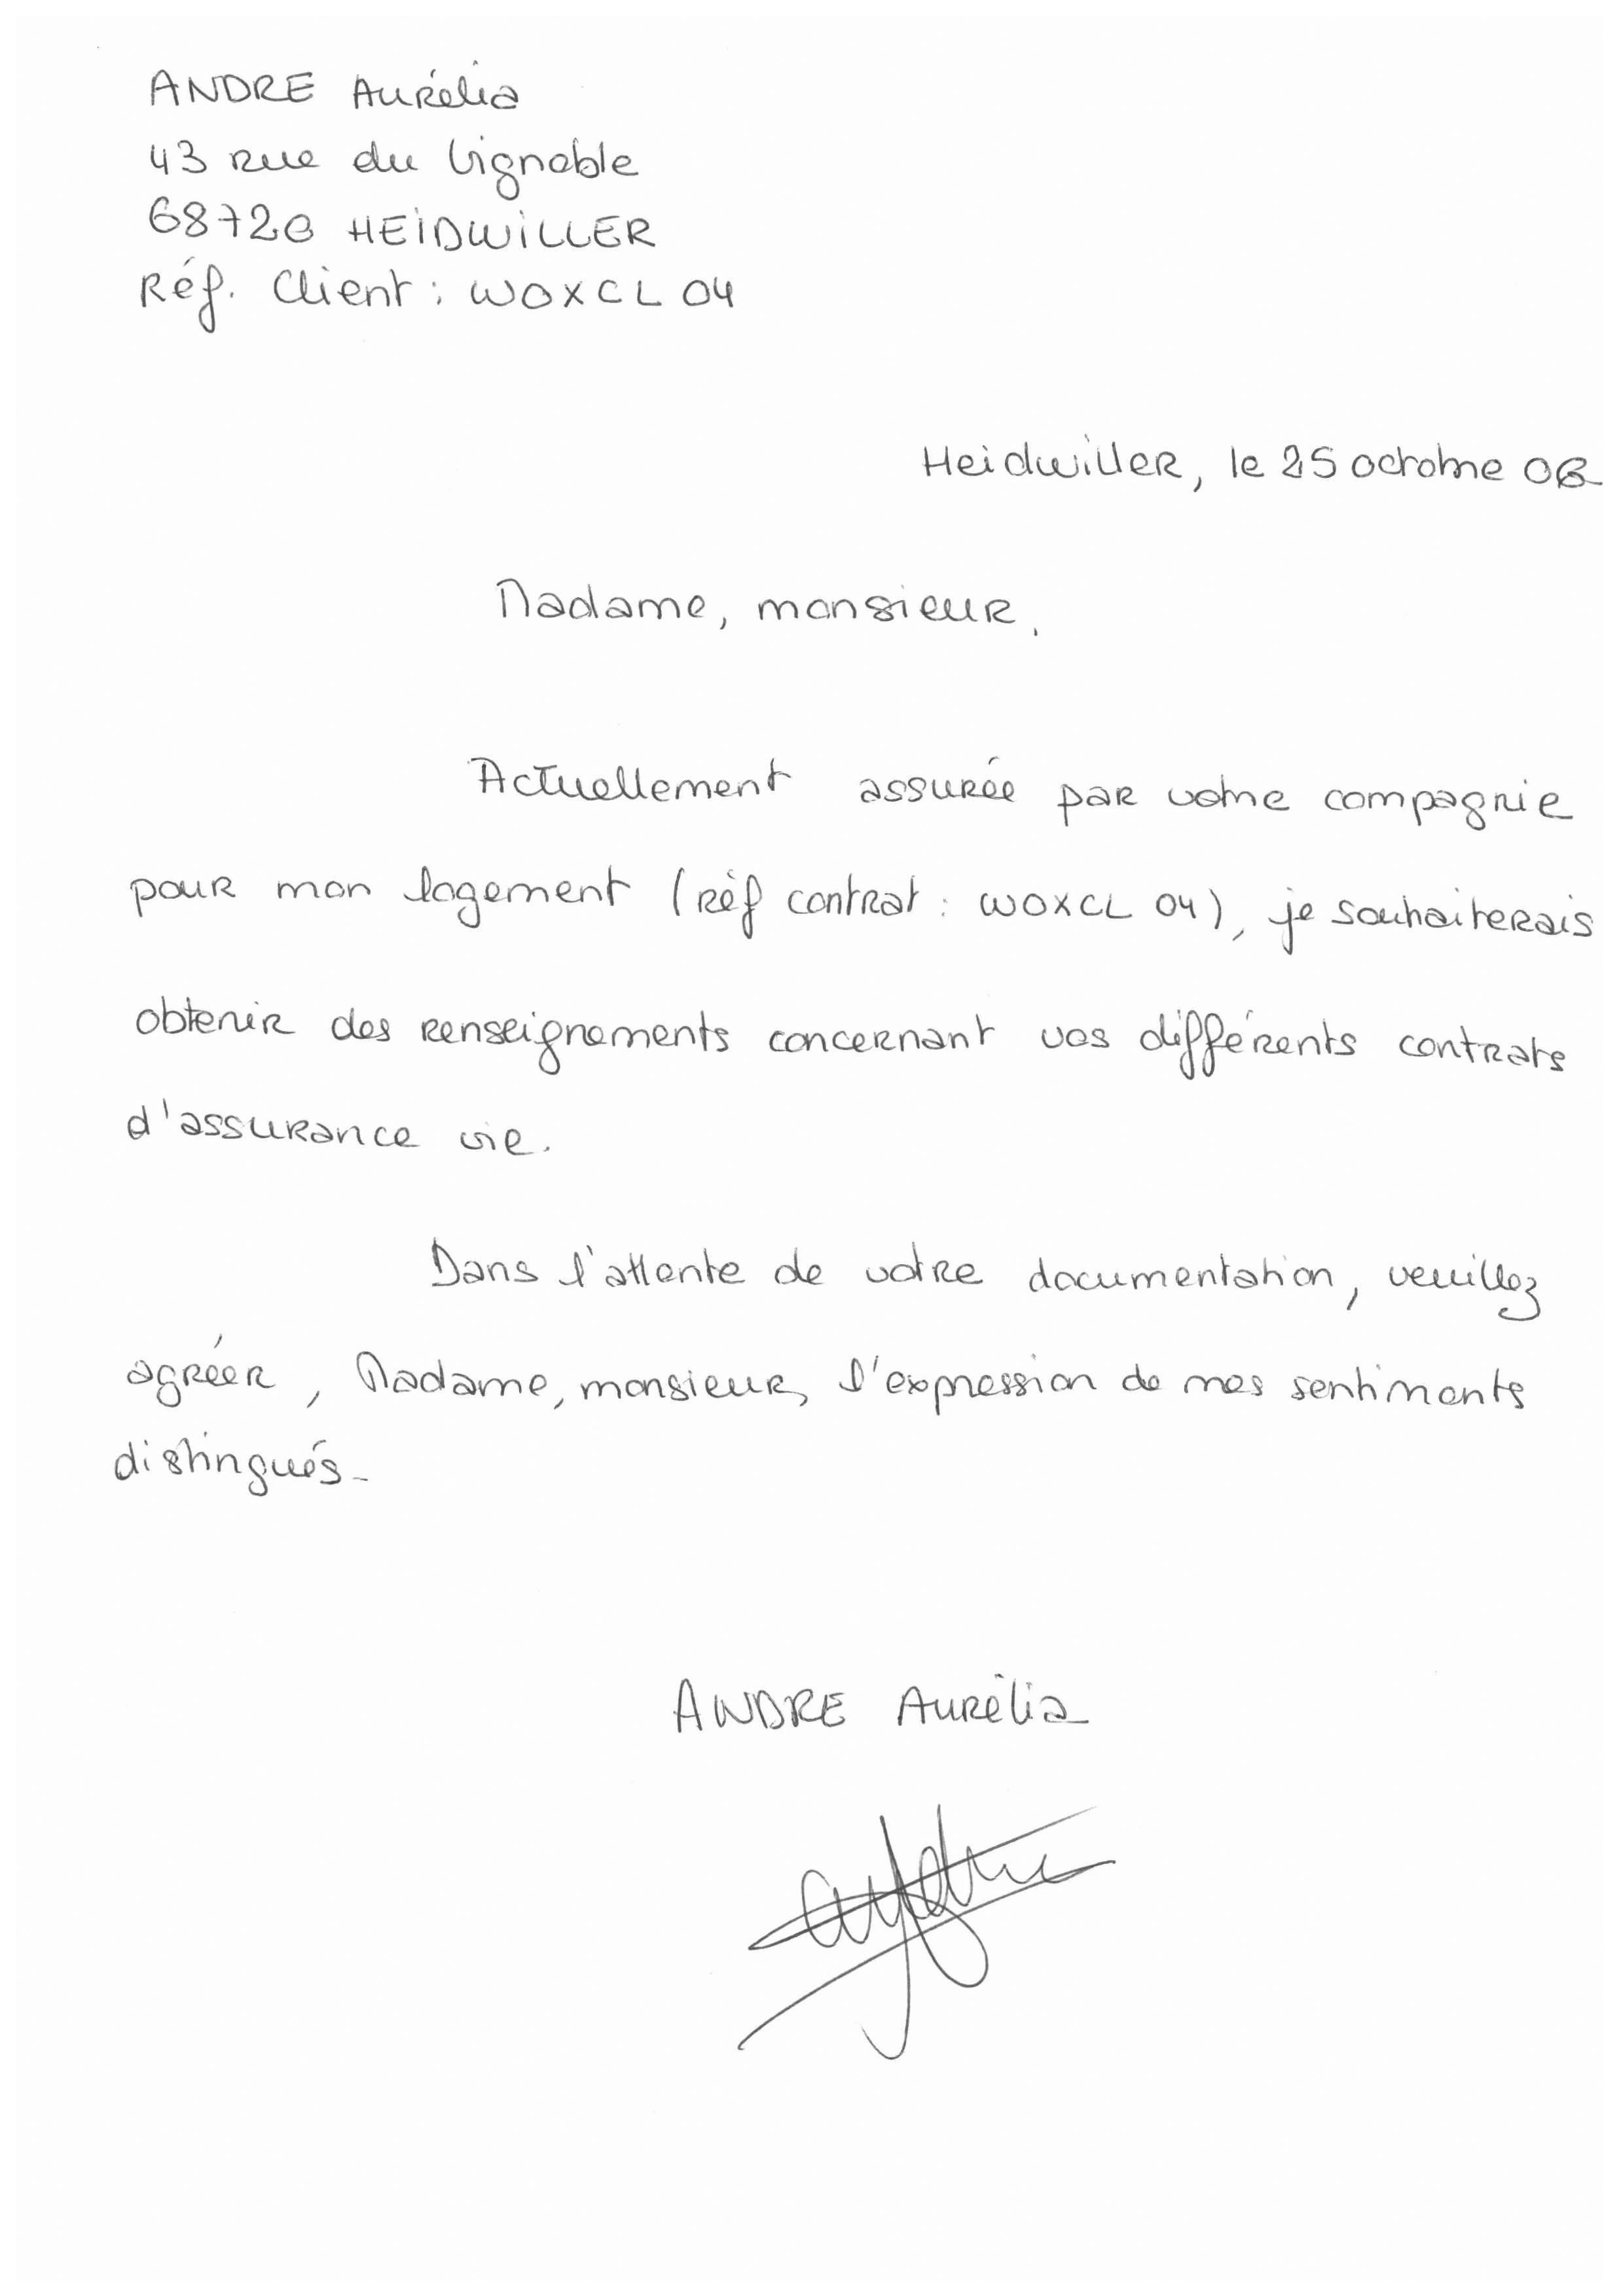 ANDRE Aurélia
43 rue du Vignoble
68720 HEIDWILLER
Réf. Client : WOXCL 04
Heidwiller, le 25 octobre 06
Madame, monsieur,
Actuellement assurée par votre compagnie
pour mon logement (réf contrat : WOXCL 04), je souhaiterais
obtenir des renseignements concernant vos différents contrats
d'assurance vie.
Dans l'attente de votre documentation, veuillez
agréer, Madame, monsieur, l'expression de mes sentiments
distingués.
ANDRE Aurélia